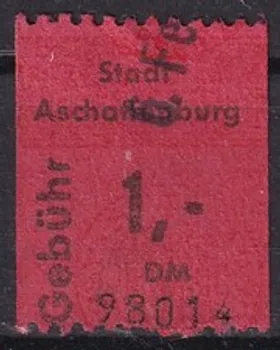 Stadt
Aschaffenburg
Gebühr
1,-
DM
98014